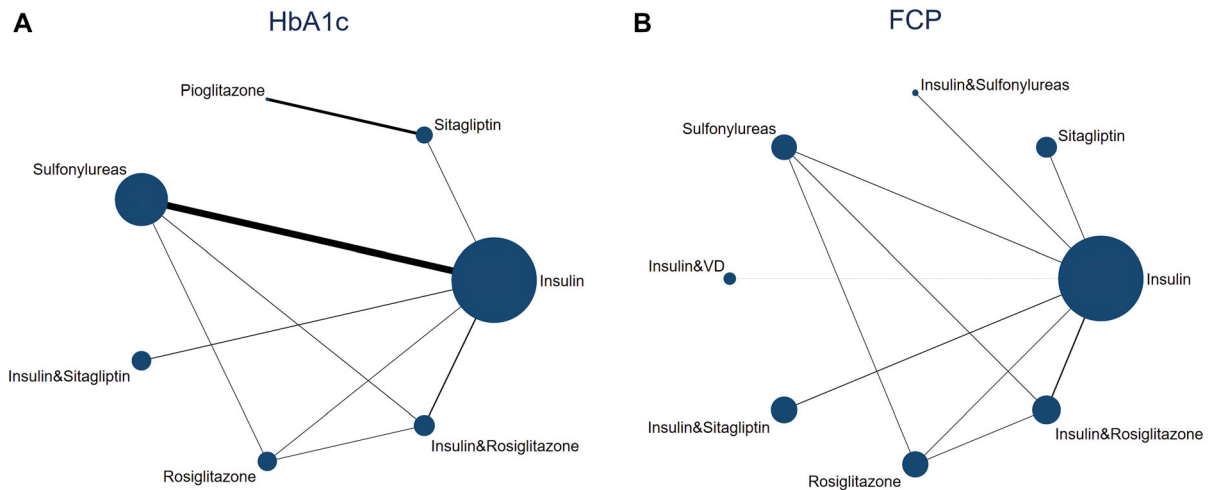 A
HbA1c
Pioglitazone
Sitagliptin
Sulfonylureas
Insulin
Insulin&Sitagliptin
Insulin&Rosiglitazone
Rosiglitazone
B
FCP
Insulin&Sulfonylureas
Sulfonylureas
Sitagliptin
Insulin&VD
Insulin
Insulin&Sitagliptin
Insulin&Rosiglitazone
Rosiglitazone